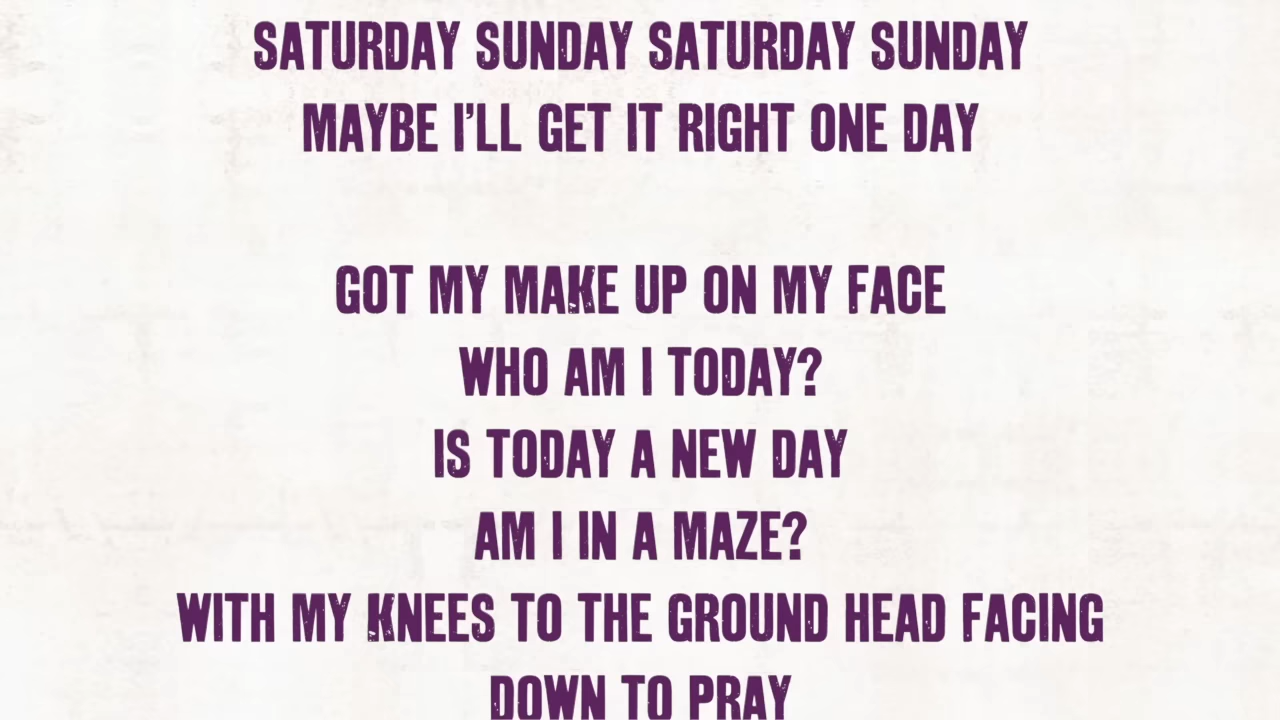 SATURDAY SUNDAY SATURDAY SUNDAY
MAYBE I'LL GET IT RIGHT ONE DAY
GOT MY MAKE UP ON MY FACE
WHO AM I TODAY?
IS TODAY A NEW DAY
AM I IN A MAZE?
WITH MY KNEES TO THE GROUND HEAD FACING
DOWN TO PRAY